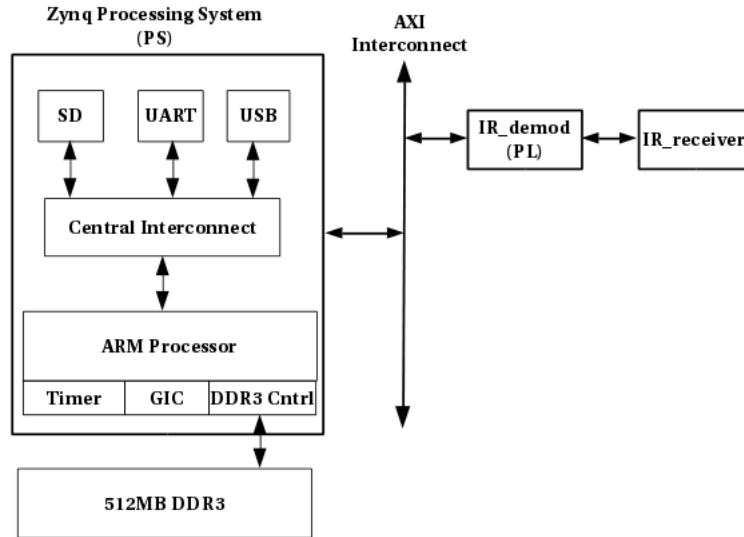 Zynq Processing System
(PS)
AXI
Interconnect
SD
UART
USB
IR_demod
(PL)
IR_receiver
Central Interconnect
ARM Processor
Timer
GIC
DDR3 Cntrl
512MB DDR3